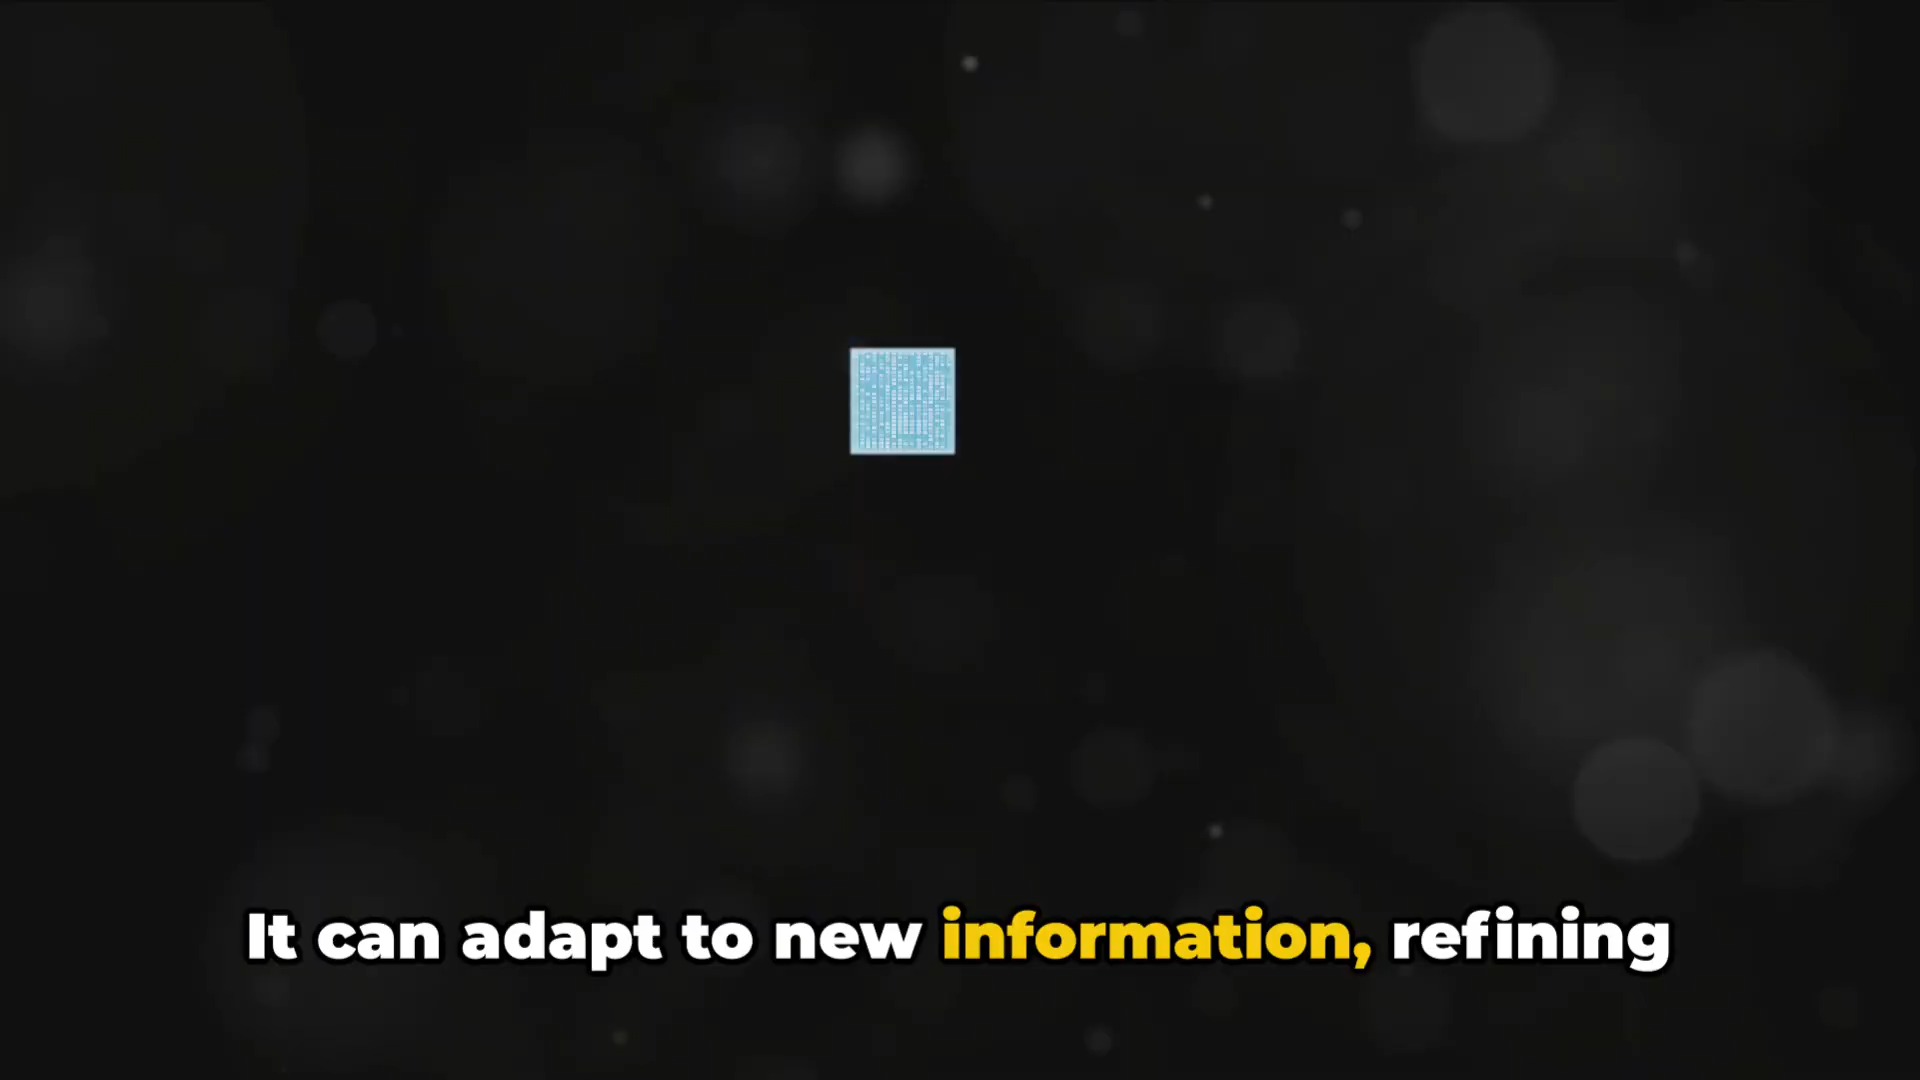 It can adapt to new information, refining